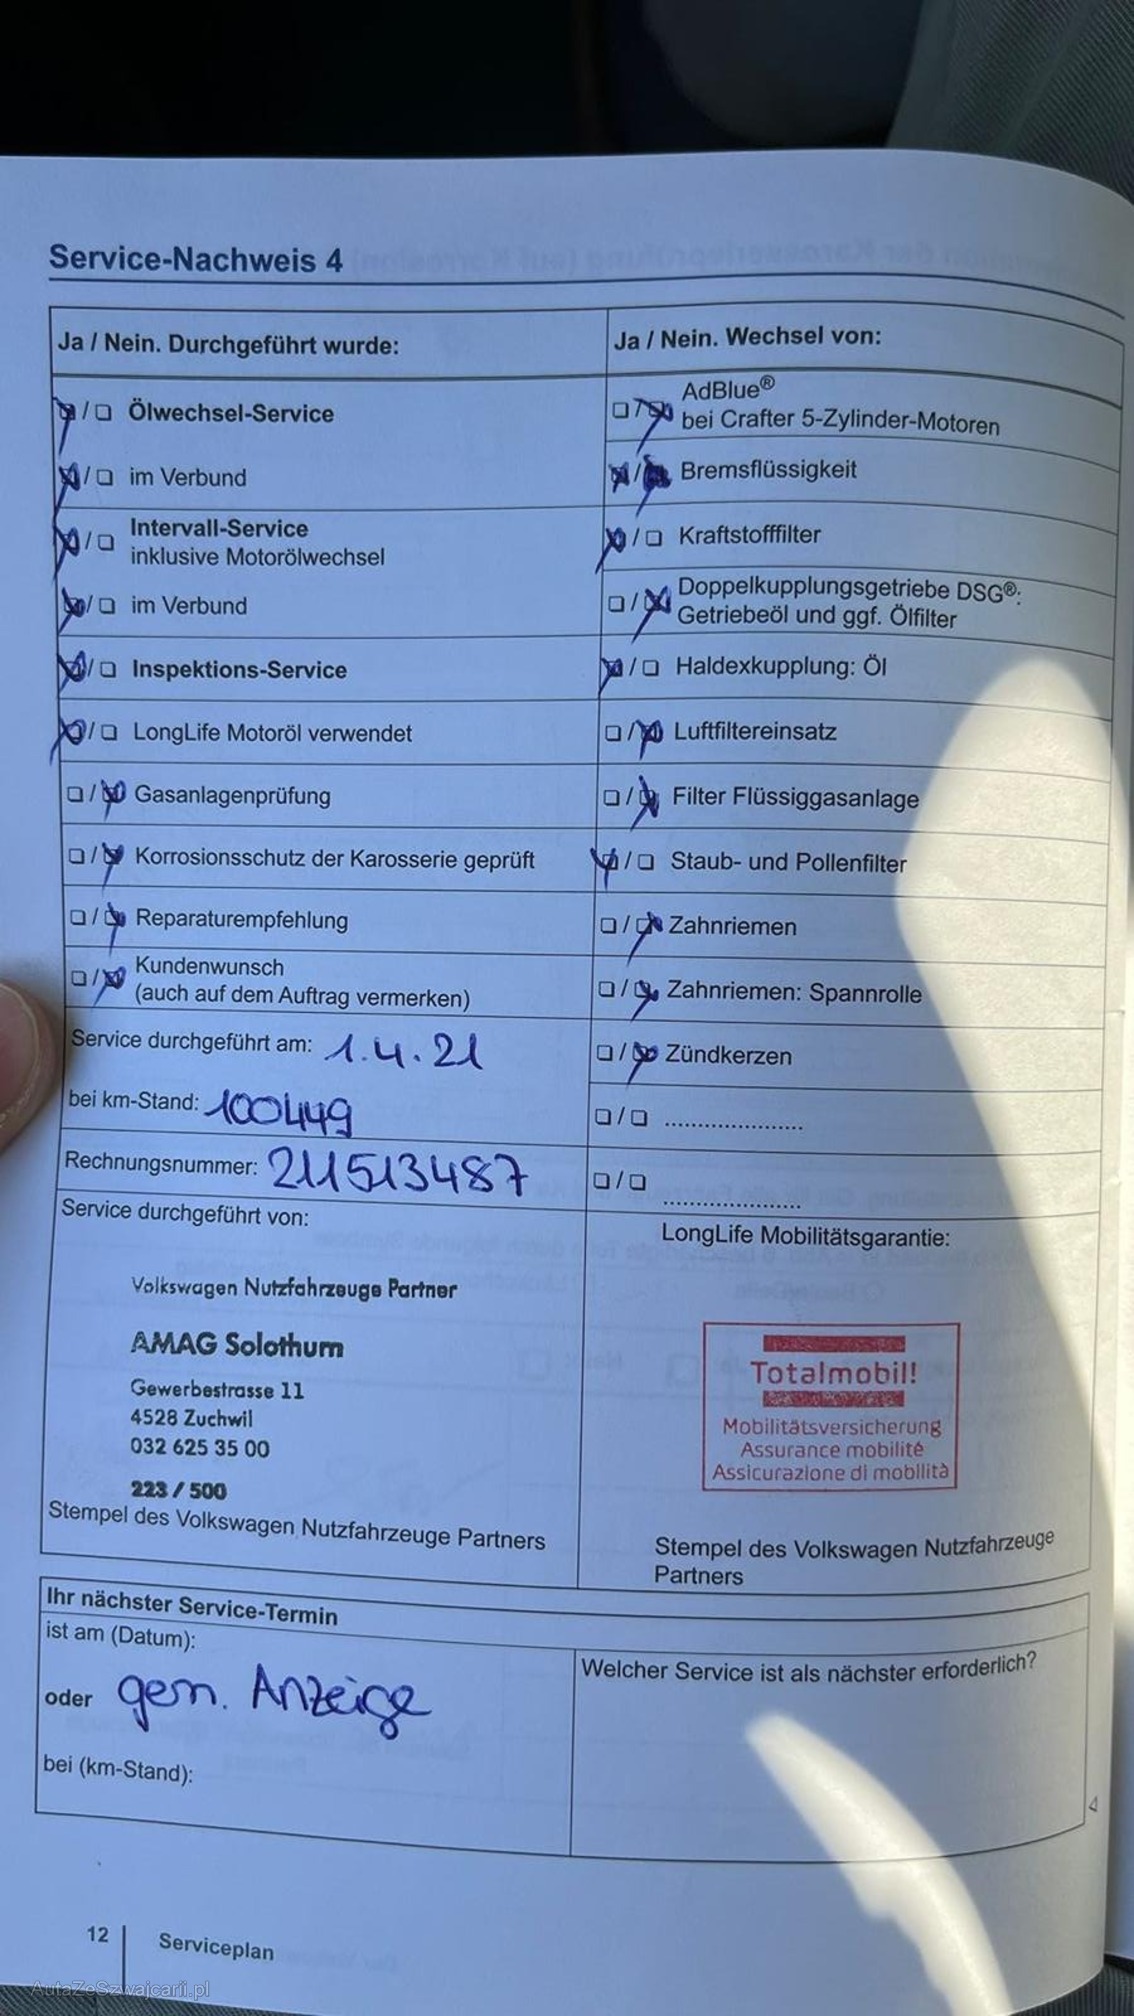 Service-Nachweis 4
Ja / Nein. Durchgeführt wurde:
/ Ölwechsel-Service
/ im Verbund
/ Intervall-Service
inklusive Motorölwechsel
/ im Verbund
/ Inspektions-Service
/ LongLife Motoröl verwendet
/ Gasanlagenprüfung
/ Korrosionsschutz der Karosserie geprüft
/ Reparaturempfehlung
/ Kundenwunsch
(auch auf dem Auftrag vermerken)
Service durchgeführt am: 1.4.21
bei km-Stand: 100449
Rechnungsnummer: 211513487
Ja / Nein. Wechsel von:
/ AdBlue®
bei Crafter 5-Zylinder-Motoren
/ Bremsflüssigkeit
/ Kraftstofffilter
/ Doppelkupplungsgetriebe DSG®:
Getriebeöl und ggf. Ölfilter
/ Haldexkupplung: Öl
/ Luftfiltereinsatz
/ Filter Flüssiggasanlage
/ Staub- und Pollenfilter
/ Zahnriemen
/ Zahnriemen: Spannrolle
/ Zündkerzen
/ ......................
/ ......................
Service durchgeführt von:
Volkswagen Nutzfahrzeuge Partner
AMAG Solothurn
Gewerbestrasse 11
4528 Zuchwil
032 625 35 00
223 / 500
Stempel des Volkswagen Nutzfahrzeuge Partners
LongLife Mobilitätsgarantie:
Totalmobil!
Mobilitätsversicherung
Assurance mobilité
Assicurazione di mobilità
Stempel des Volkswagen Nutzfahrzeuge
Partners
Ihr nächster Service-Termin
ist am (Datum):
oder gem. Anzeige
bei (km-Stand):
Welcher Service ist als nächster erforderlich?
12
Serviceplan
AutaZeSzwajcarii.pl